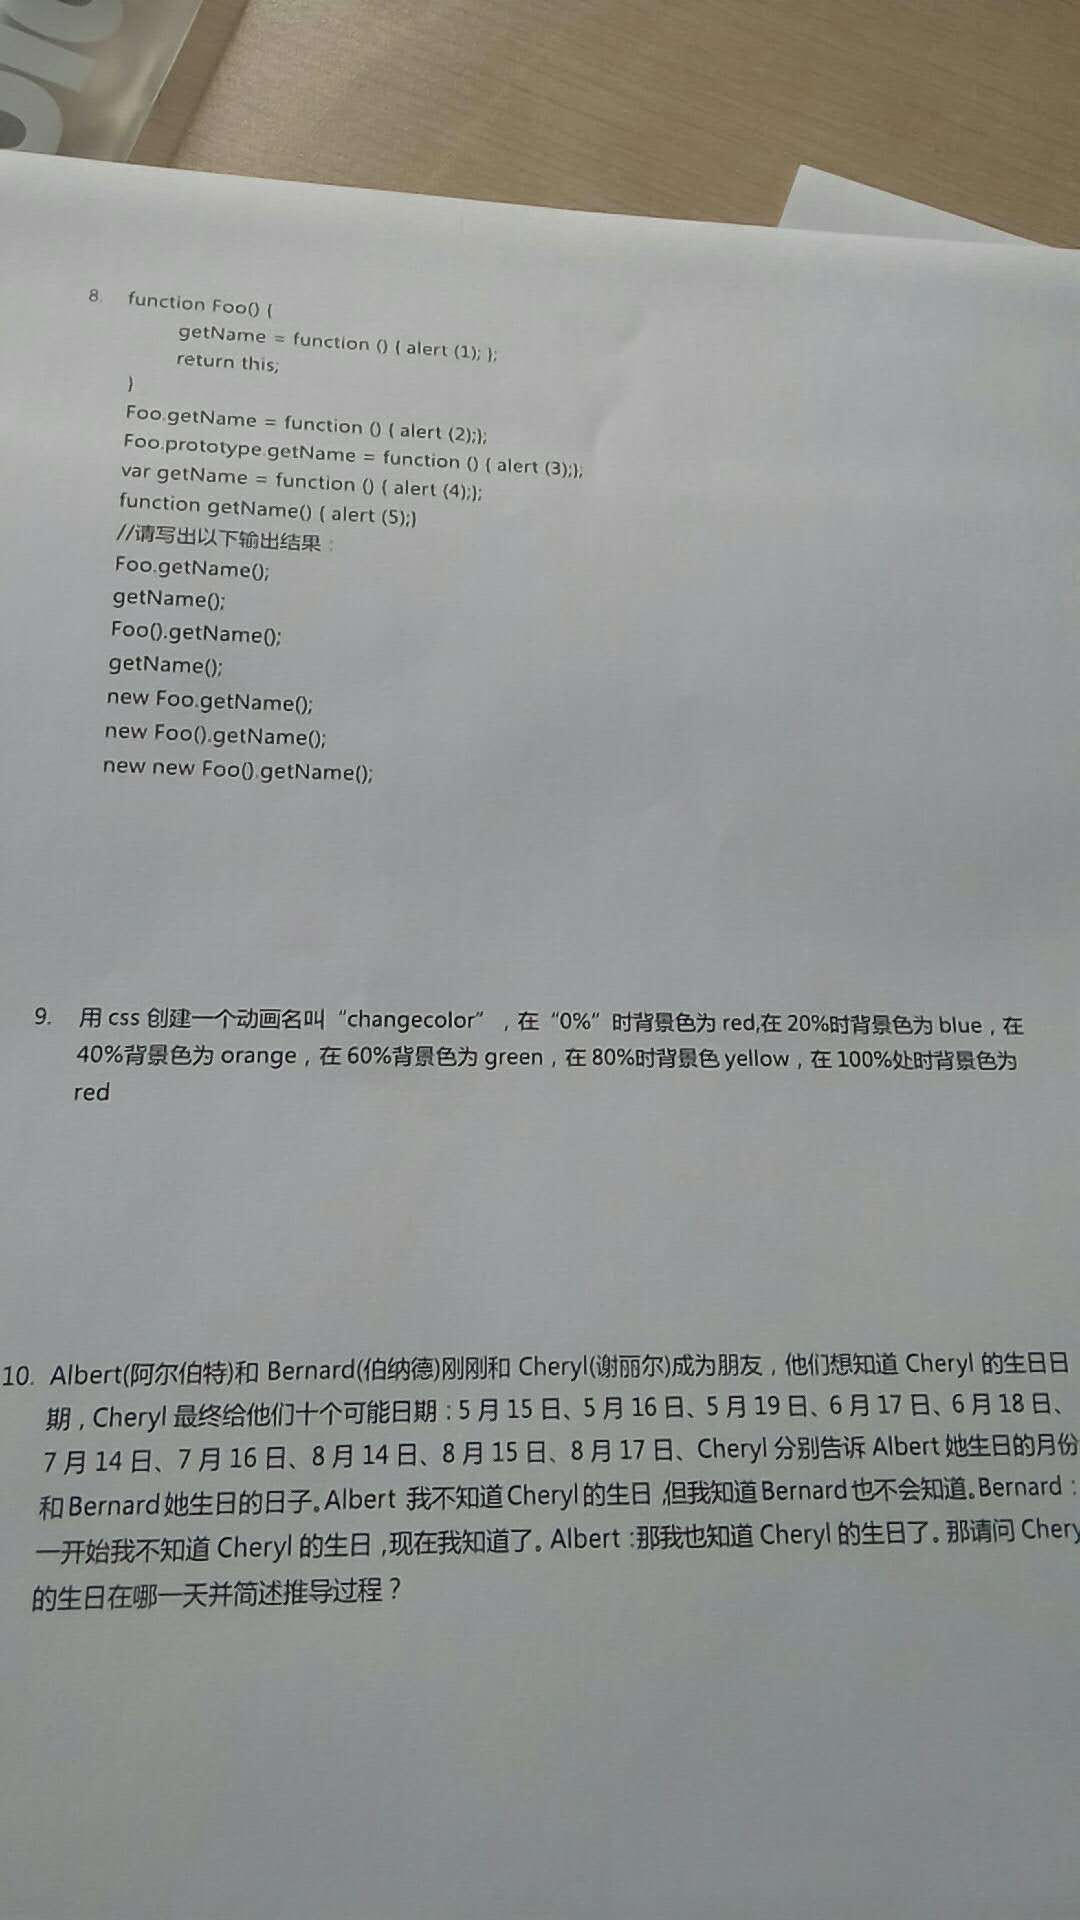 8. function Foo() {
getName = function () { alert (1); };
return this;
}
Foo.getName = function () { alert (2);};
Foo.prototype.getName = function () { alert (3);};
var getName = function () { alert (4);};
function getName() { alert (5);}
//请写出以下输出结果：
Foo.getName();
getName();
Foo().getName();
getName();
new Foo.getName();
new Foo().getName();
new new Foo().getName();
9. 用 css 创建一个动画名叫 “changecolor” ，在 “0%” 时背景色为 red,在 20%时背景色为 blue，在
40%背景色为 orange，在 60%背景色为 green，在 80%时背景色 yellow，在 100%处时背景色为
red
10. Albert(阿尔伯特)和 Bernard(伯纳德)刚刚和 Cheryl(谢丽尔)成为朋友，他们想知道 Cheryl 的生日日
期，Cheryl 最终给他们十个可能日期：5 月 15 日、5 月 16 日、5 月 19 日、6 月 17 日、6 月 18 日、
7 月 14 日、7 月 16 日、8 月 14 日、8 月 15 日、8 月 17 日、Cheryl 分别告诉 Albert 她生日的月份
和 Bernard 她生日的日子。Albert 我不知道 Cheryl 的生日 ,但我知道 Bernard 也不会知道。Bernard：
一开始我不知道 Cheryl 的生日 ,现在我知道了。Albert :那我也知道 Cheryl 的生日了。那请问 Chery
的生日在哪一天并简述推导过程？